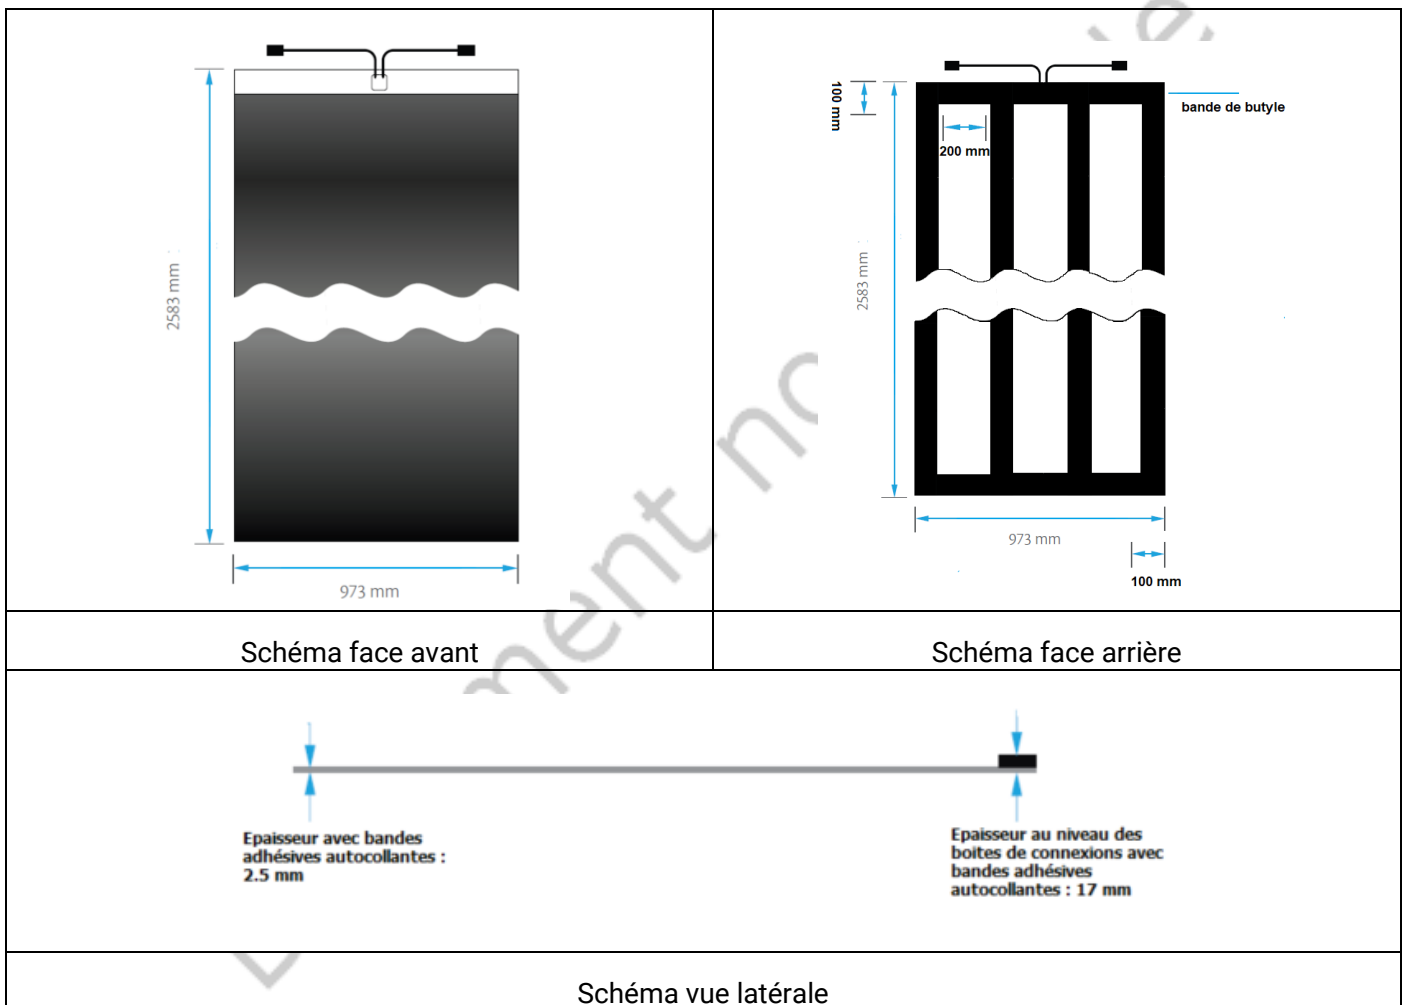 2583 mm
973 mm
100 mm
200 mm
bande de butyle
2583 mm
973 mm
100 mm
Schéma face avant
Schéma face arrière
Epaisseur avec bandes
adhésives autocollantes :
2.5 mm
Epaisseur au niveau des
boites de connexions avec
bandes adhésives
autocollantes : 17 mm
Schéma vue latérale